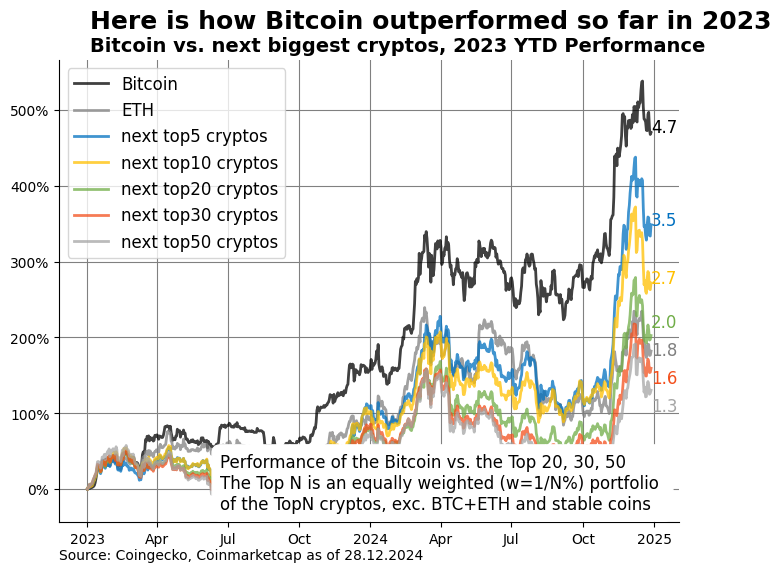 Here is how Bitcoin outperformed so far in 2023
Bitcoin vs. next biggest cryptos, 2023 YTD Performance
Bitcoin
ETH
next top5 cryptos
next top10 cryptos
next top20 cryptos
next top30 cryptos
next top50 cryptos
500%
400%
300%
200%
100%
0%
4.7
3.5
2.7
2.0
1.8
1.6
1.3
Performance of the Bitcoin vs. the Top 20, 30, 50
The Top N is an equally weighted (w=1/N%) portfolio
of the TopN cryptos, exc. BTC+ETH and stable coins
2023 Apr Jul Oct 2024 Apr Jul Oct 2025
Source: Coingecko, Coinmarketcap as of 28.12.2024